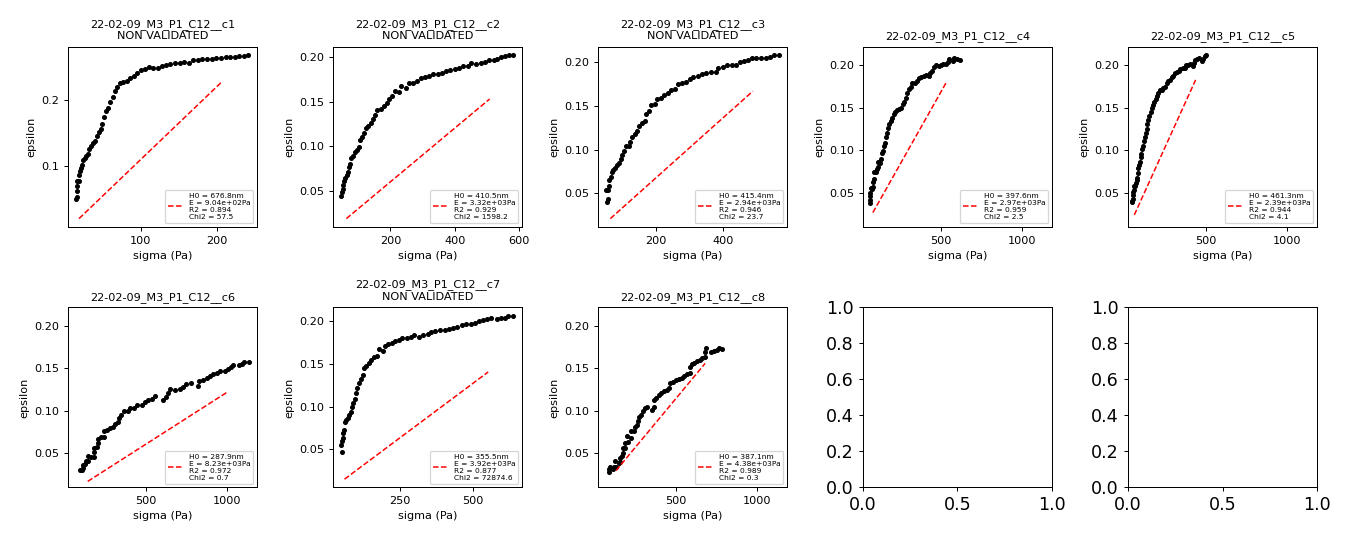 22-02-09_M3_P1_C12__c1
NON VALIDATED
epsilon
0.2
0.1
H0 = 676.8nm
E = 9.04e+02Pa
R2 = 0.894
Chi2 = 57.5
100
200
sigma (Pa)
22-02-09_M3_P1_C12__c2
NON VALIDATED
epsilon
0.20
0.15
0.10
0.05
H0 = 410.5nm
E = 3.32e+03Pa
R2 = 0.929
Chi2 = 1598.2
200
400
600
sigma (Pa)
22-02-09_M3_P1_C12__c3
NON VALIDATED
epsilon
0.20
0.15
0.10
0.05
H0 = 415.4nm
E = 2.94e+03Pa
R2 = 0.946
Chi2 = 23.7
200
400
sigma (Pa)
22-02-09_M3_P1_C12__c4
epsilon
0.20
0.15
0.10
0.05
H0 = 397.6nm
E = 2.97e+03Pa
R2 = 0.959
Chi2 = 2.5
500
1000
sigma (Pa)
22-02-09_M3_P1_C12__c5
epsilon
0.20
0.15
0.10
0.05
H0 = 461.3nm
E = 2.39e+03Pa
R2 = 0.944
Chi2 = 4.1
500
1000
sigma (Pa)
22-02-09_M3_P1_C12__c6
epsilon
0.20
0.15
0.10
0.05
H0 = 287.9nm
E = 8.23e+03Pa
R2 = 0.972
Chi2 = 0.7
500
1000
sigma (Pa)
22-02-09_M3_P1_C12__c7
NON VALIDATED
epsilon
0.20
0.15
0.10
0.05
H0 = 355.5nm
E = 3.92e+03Pa
R2 = 0.877
Chi2 = 72874.6
250
500
sigma (Pa)
22-02-09_M3_P1_C12__c8
epsilon
0.20
0.15
0.10
0.05
H0 = 387.1nm
E = 4.38e+03Pa
R2 = 0.989
Chi2 = 0.3
500
1000
sigma (Pa)
1.0
0.8
0.6
0.4
0.2
0.0
0.0
0.5
1.0
1.0
0.8
0.6
0.4
0.2
0.0
0.0
0.5
1.0